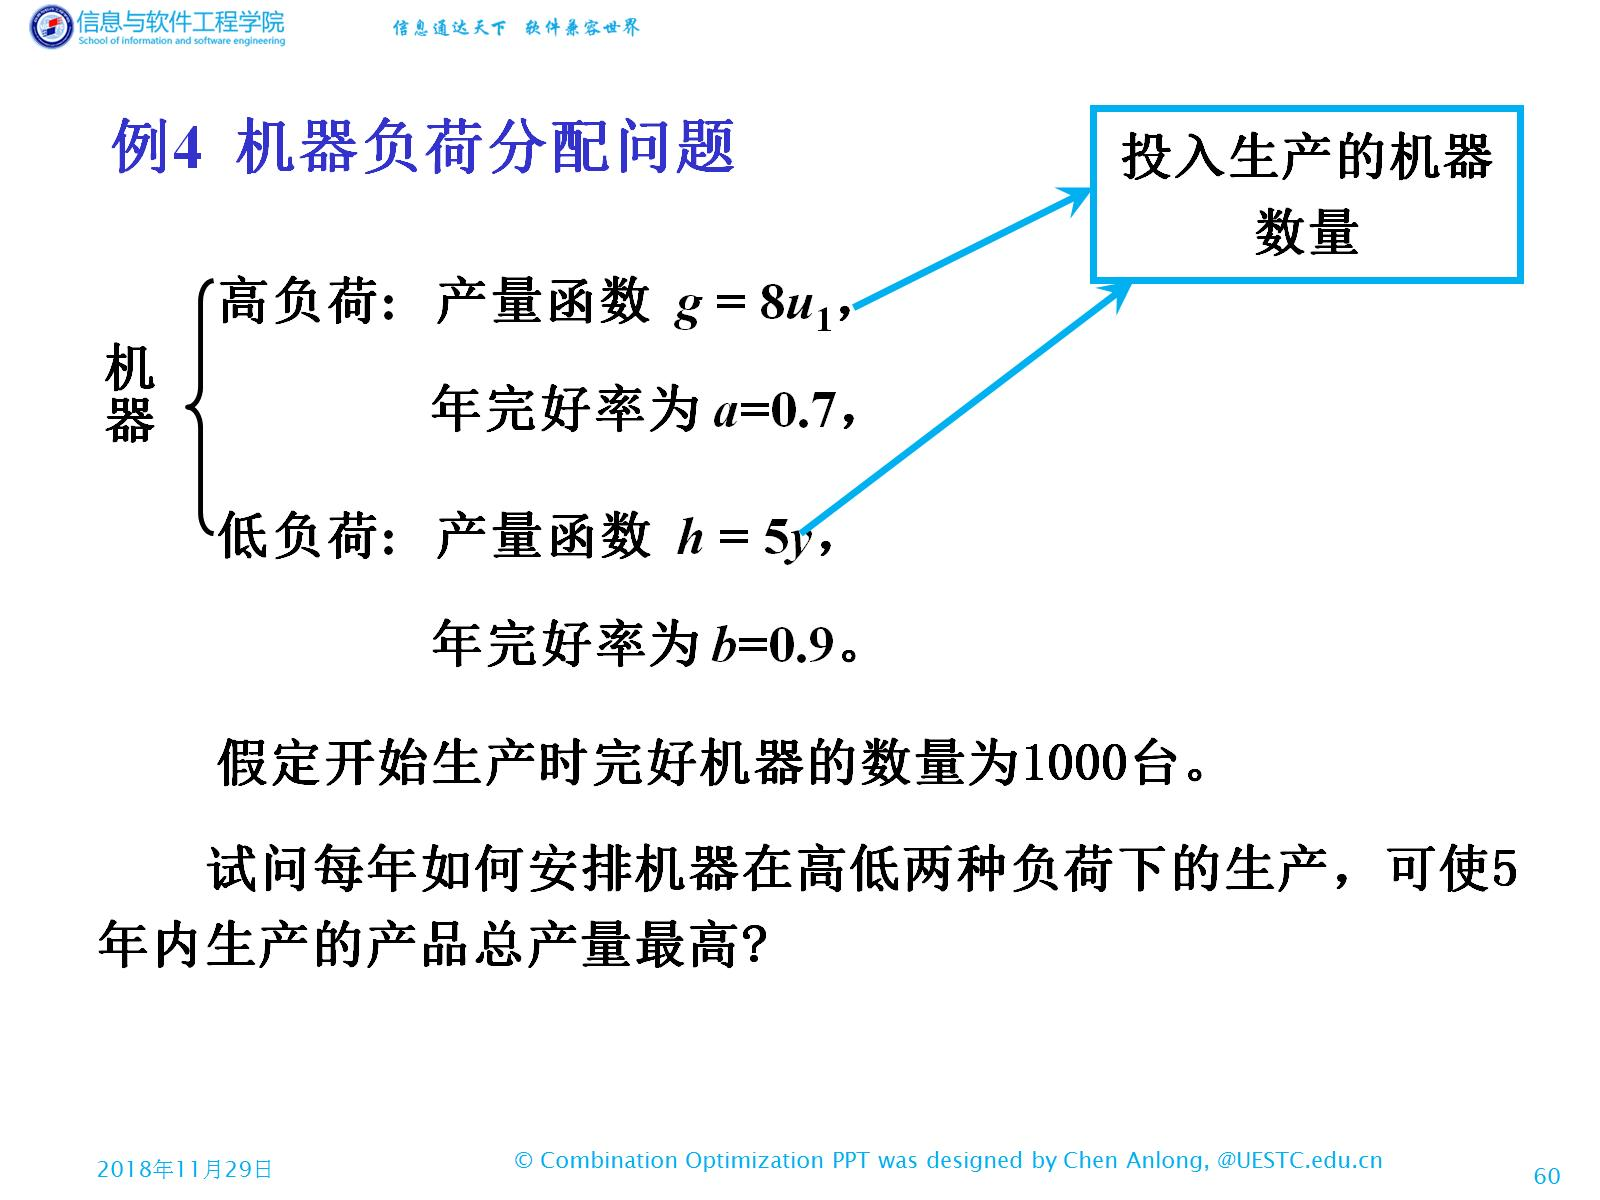 信息与软件工程学院
School of information and software engineering
信息通达天下 软件兼容世界
例4 机器负荷分配问题
投入生产的机器
数量
机
器
高负荷：产量函数 g = 8u₁，
年完好率为 a=0.7，
低负荷：产量函数 h = 5y，
年完好率为 b=0.9。
假定开始生产时完好机器的数量为1000台。
试问每年如何安排机器在高低两种负荷下的生产，可使5
年内生产的产品总产量最高?
2018年11月29日
© Combination Optimization PPT was designed by Chen Anlong, @UESTC.edu.cn
60